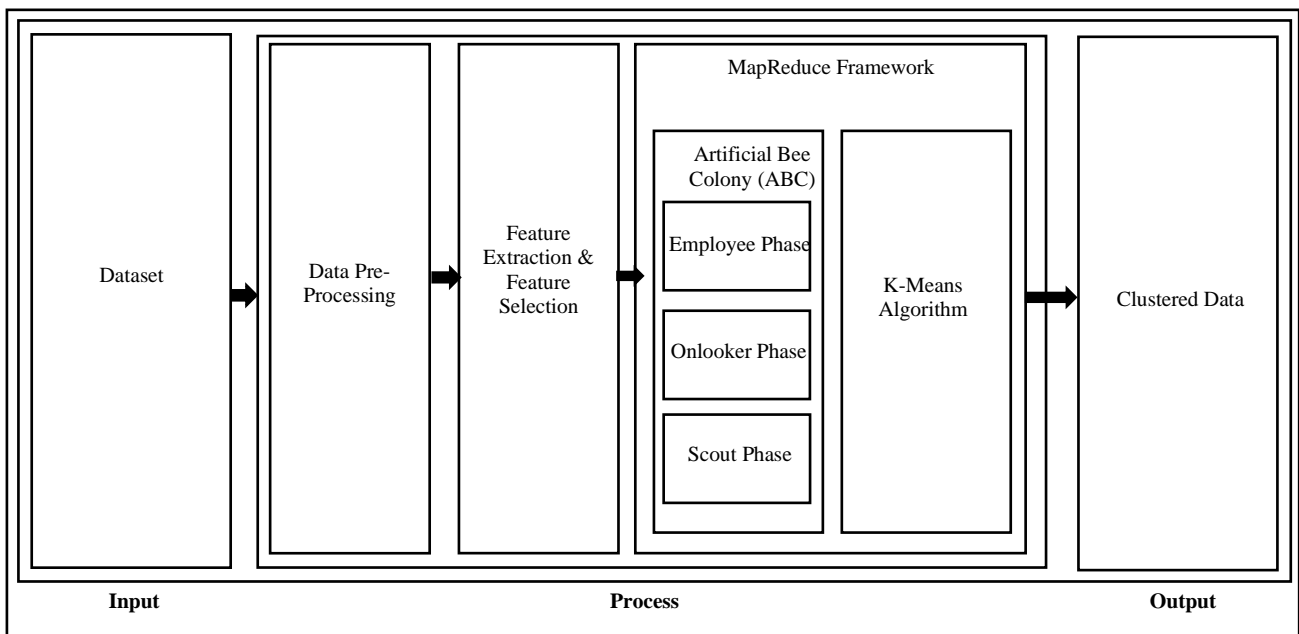 Dataset
Data Pre-
Processing
Feature
Extraction &
Feature
Selection
MapReduce Framework
Artificial Bee
Colony (ABC)
Employee Phase
Onlooker Phase
Scout Phase
K-Means
Algorithm
Clustered Data
Input
Process
Output